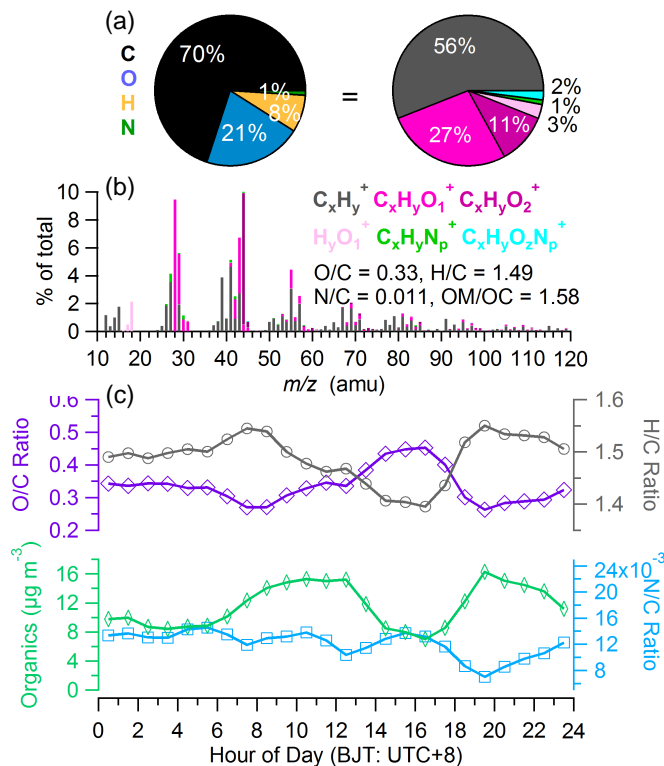 (a)
C
O
H
N
70%
1%
8%
21%
=
56%
2%
1%
3%
11%
27%
(b)
% of total
10
8
6
4
2
0
CxHy+ CxHyO1+ CxHyO2+
HyO1+ CxHyNp+ CxHyOzNp+
O/C = 0.33, H/C = 1.49
N/C = 0.011, OM/OC = 1.58
10 20 30 40 50 60 70 80 90 100 110 120
m/z (amu)
(c)
O/C Ratio
0.6
0.5
0.4
0.3
0.2
H/C Ratio
1.6
1.5
1.4
Organics (µg m-3)
16
12
8
4
0
N/C Ratio
24x10-3
20
16
12
8
0 2 4 6 8 10 12 14 16 18 20 22 24
Hour of Day (BJT: UTC+8)